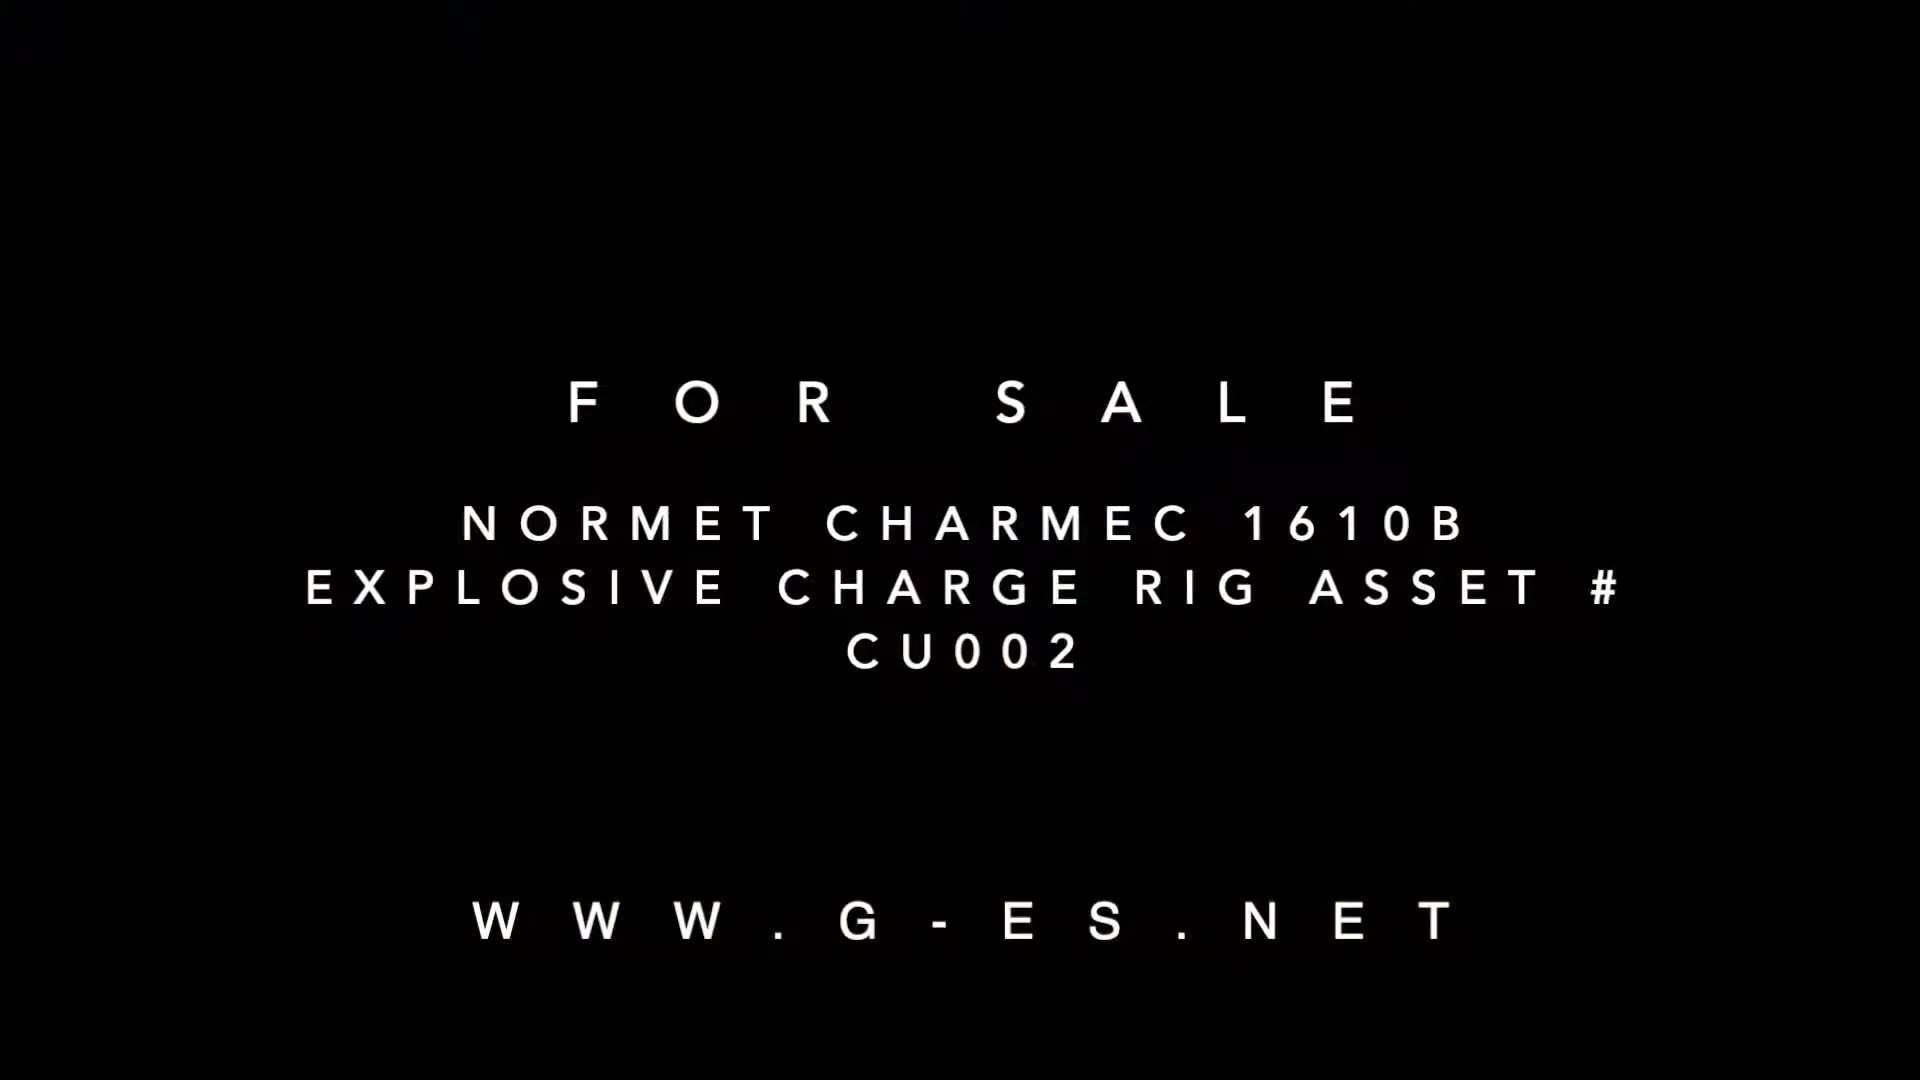 FOR SALE
NORMET CHARMEC 1610B
EXPLOSIVE CHARGE RIG ASSET #
CU002
WWW.G-ES.NET